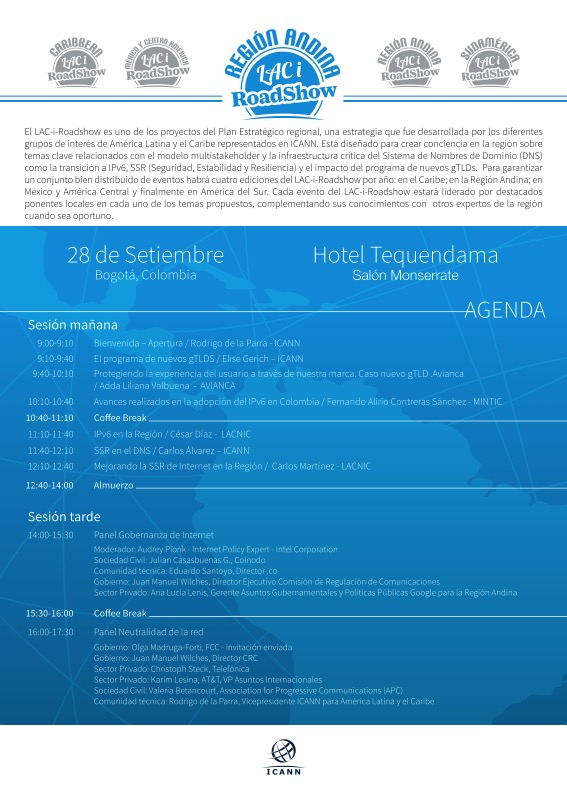 CARIBBEAN
LAC i
RoadShow
MÉXICO Y CENTRO AMÉRICA
LAC i
RoadShow
REGIÓN ANDINA
LAC i
RoadShow
REGIÓN ANDINA
LAC i
RoadShow
SUDAMÉRICA
LAC i
RoadShow
El LAC-i-Roadshow es uno de los proyectos del Plan Estratégico regional, una estrategia que fue desarrollada por los diferentes
grupos de interés de América Latina y el Caribe representados en ICANN. Está diseñado para crear conciencia en la región sobre
temas clave relacionados con el modelo multistakeholder y la infraestructura critica del Sistema de Nombres de Dominio (DNS)
como la transición a IPv6, SSR (Seguridad, Estabilidad y Resiliencia) y el impacto del programa de nuevos gTLDs. Para garantizar
un conjunto bien distribuido de eventos habrá cuatro ediciones del LAC-i-Roadshow por año: en el Caribe; en la Región Andina; en
México y América Central y finalmente en América del Sur. Cada evento del LAC-i-Roadshow estará liderado por destacados
ponentes locales en cada uno de los temas propuestos, complementando sus conocimientos con otros expertos de la región
cuando sea oportuno.
28 de Setiembre
Bogotá, Colombia
Hotel Tequendama
Salón Monserrate
AGENDA
Sesión mañana
9:00-9:10 Bienvenida – Apertura / Rodrigo de la Parra - ICANN
9:10-9:40 El programa de nuevos gTLDS / Elise Gerich – ICANN
9:40-10:10 Protegiendo la experiencia del usuario a través de nuestra marca. Caso nuevo gTLD .Avianca
/ Adda Liliana Valbuena - AVIANCA
10:10-10:40 Avances realizados en la adopción del IPv6 en Colombia / Fernando Alirio Contreras Sánchez - MINTIC
10:40-11:10 Coffee Break
11:10-11:40 IPv6 en la Región / César Díaz - LACNIC
11:40-12:10 SSR en el DNS / Carlos Álvarez – ICANN
12:10-12:40 Mejorando la SSR de Internet en la Región / Carlos Martínez - LACNIC
12:40-14:00 Almuerzo
Sesión tarde
14:00-15:30 Panel Gobernanza de Internet
Moderador: Audrey Plonk - Internet Policy Expert - Intel Corporation
Sociedad Civil: Julian Casasbuenas G., Colnodo
Comunidad técnica: Eduardo Santoyo, Director .co
Gobierno: Juan Manuel Wilches, Director Ejecutivo Comisión de Regulación de Comunicaciones
Sector Privado: Ana Lucia Lenis, Gerente Asuntos Gubernamentales y Políticas Públicas Google para la Región Andina
15:30-16:00 Coffee Break
16:00-17:30 Panel Neutralidad de la red
Gobierno: Olga Madruga-Forti, FCC - invitación enviada
Gobierno: Juan Manuel Wilches, Director CRC
Sector Privado: Christoph Steck, Telefónica
Sector Privado: Karim Lesina, AT&T, VP Asuntos Internacionales
Sociedad Civil: Valeria Betancourt, Association for Progressive Communications (APC)
Comunidad técnica: Rodrigo de la Parra, Vicepresidente ICANN para América Latina y el Caribe
ICANN